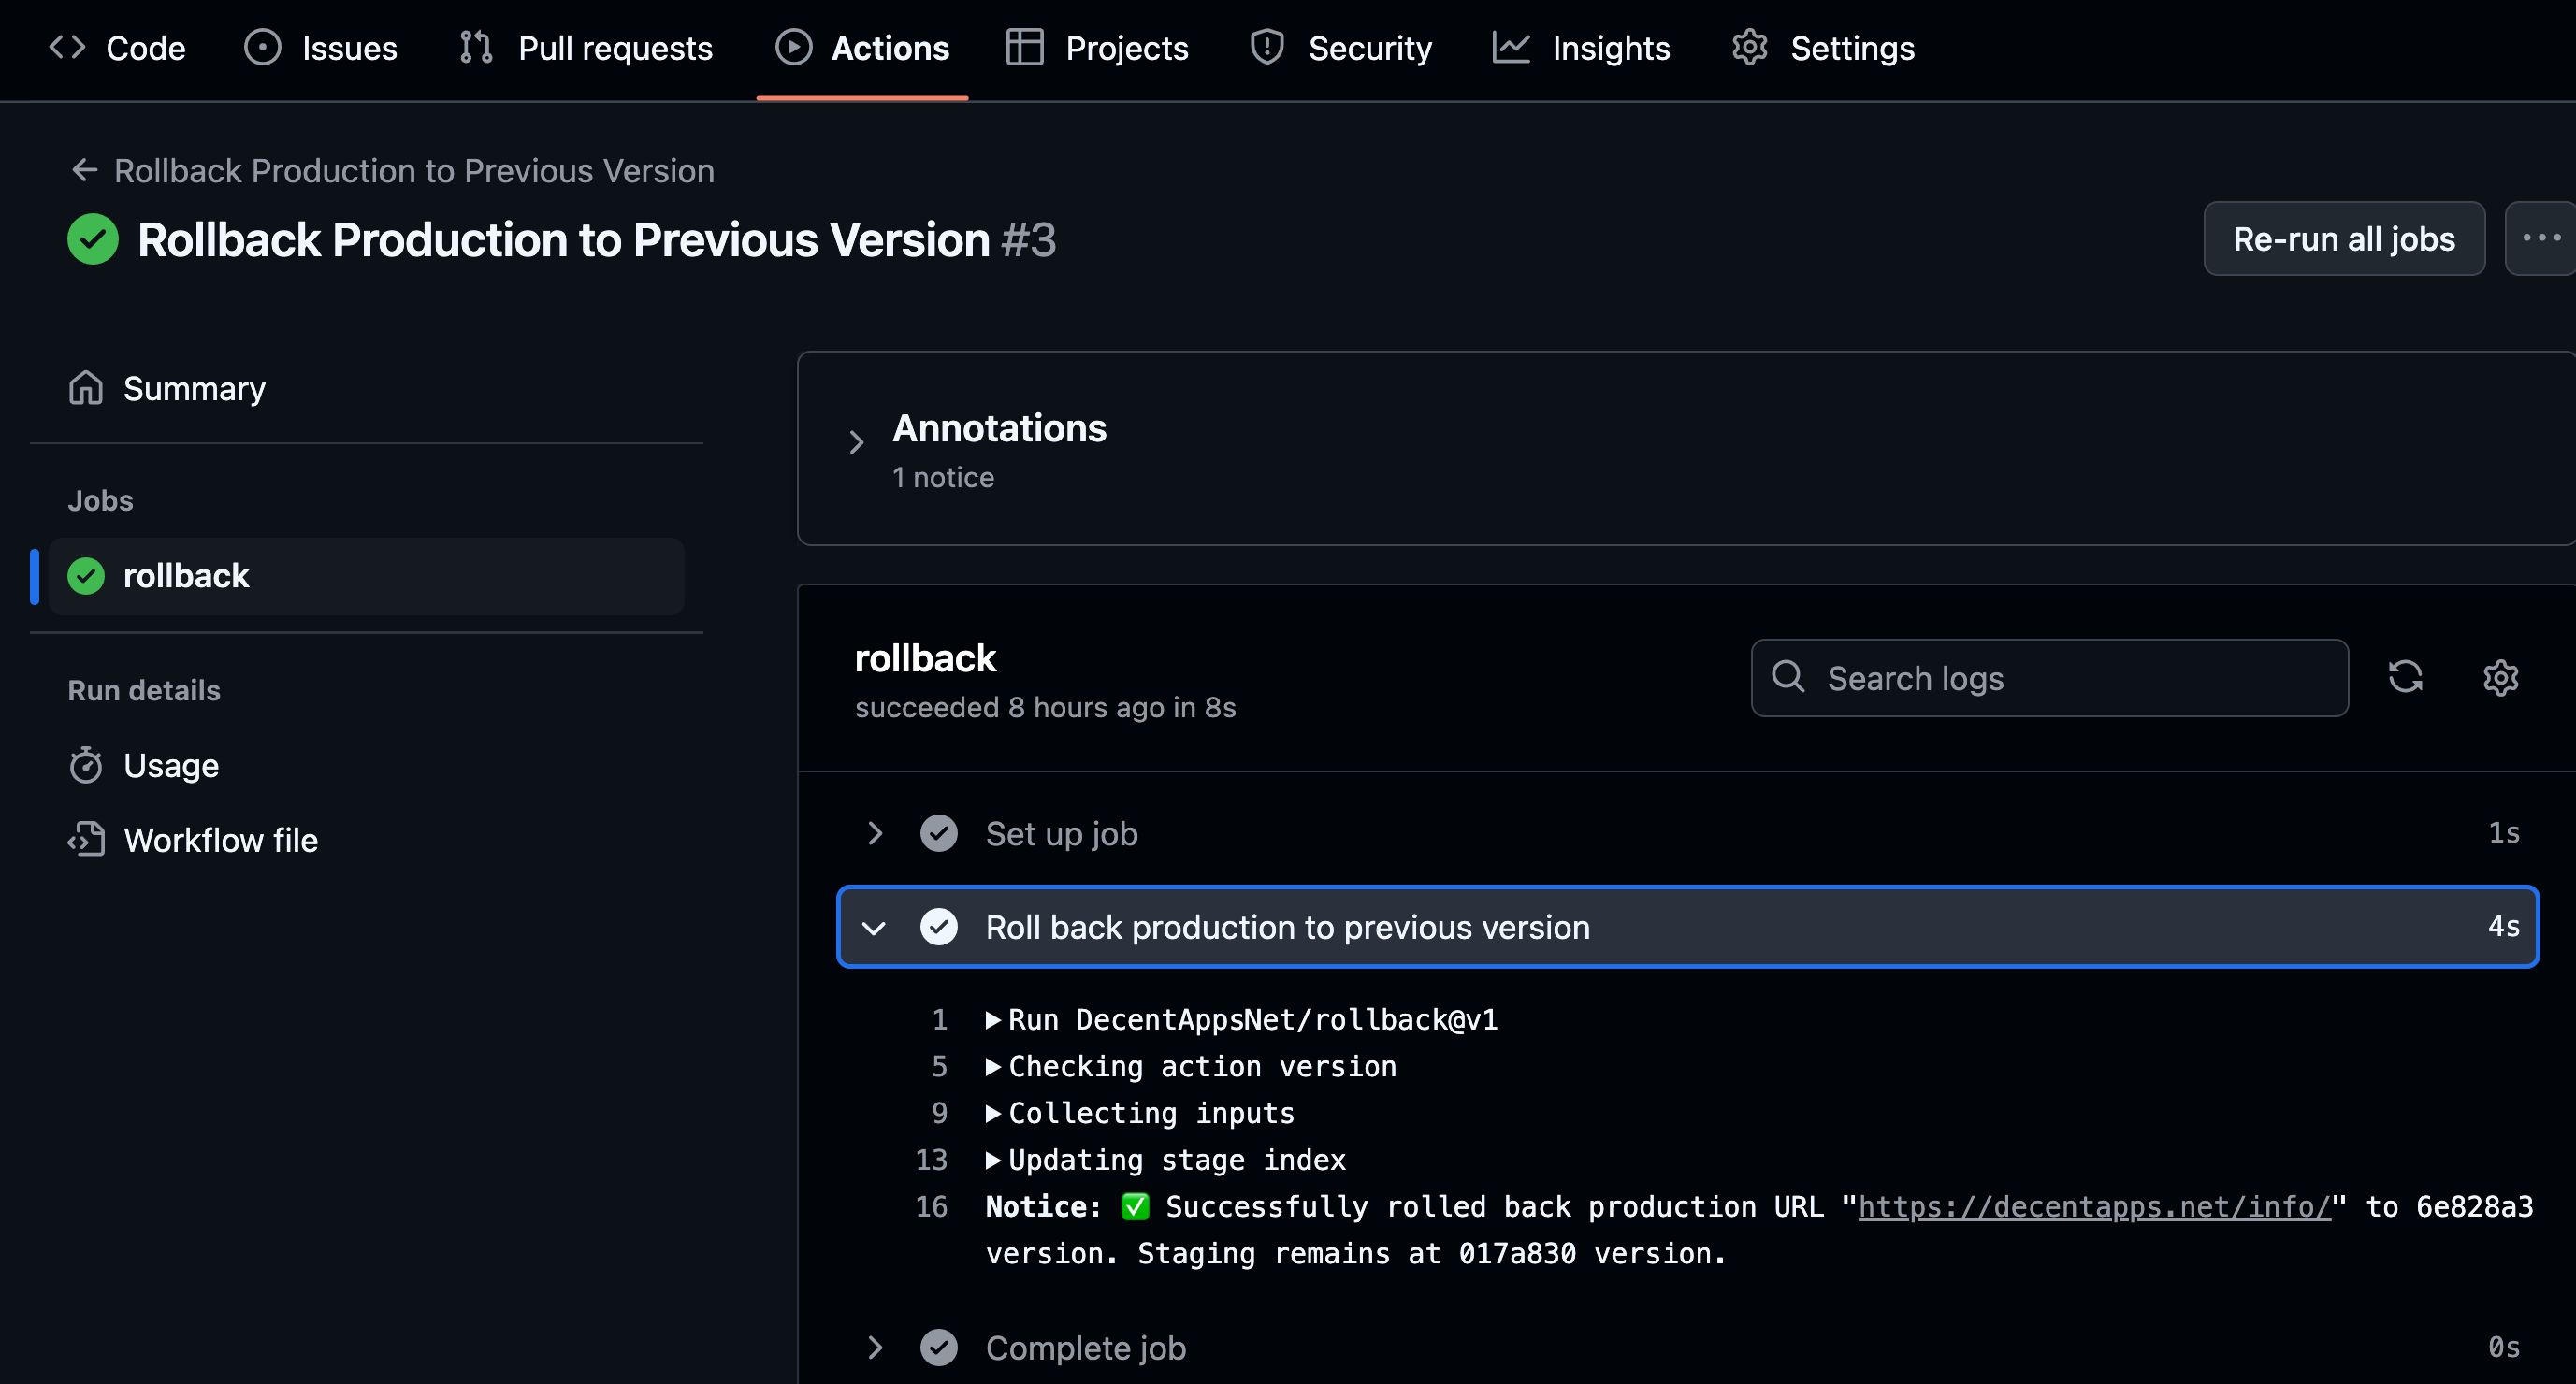 Code Issues Pull requests Actions Projects Security Insights Settings
← Rollback Production to Previous Version
Rollback Production to Previous Version #3
Re-run all jobs
Summary
Jobs
rollback
Run details
Usage
Workflow file
Annotations
1 notice
rollback
succeeded 8 hours ago in 8s
Search logs
Set up job 1s
Roll back production to previous version 4s
1 ▶Run DecentAppsNet/rollback@v1
5 ▶Checking action version
9 ▶Collecting inputs
13 ▶Updating stage index
16 Notice: ✅ Successfully rolled back production URL "https://decentapps.net/info/" to 6e828a3
version. Staging remains at 017a830 version.
Complete job 0s